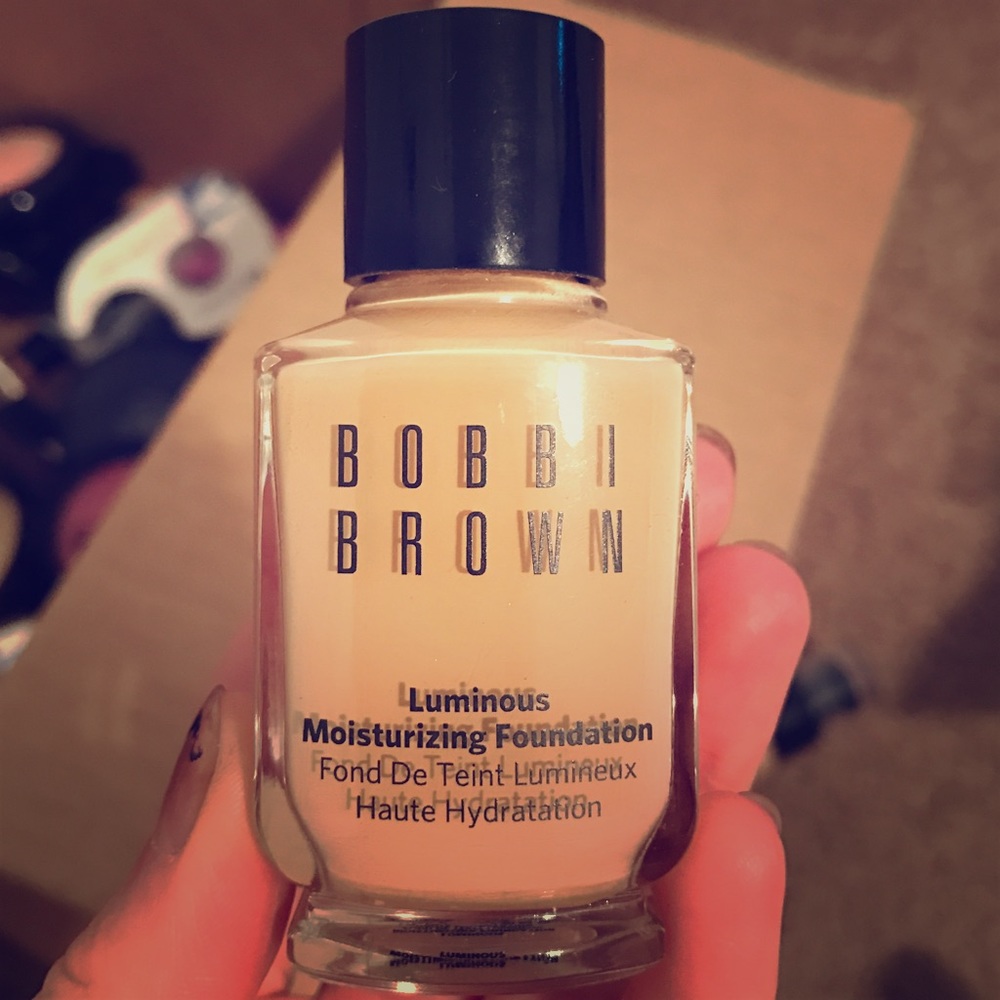 BOBBI
BROWN
Luminous
Moisturizing Foundation
Fond De Teint Lumineux
Haute Hydratation